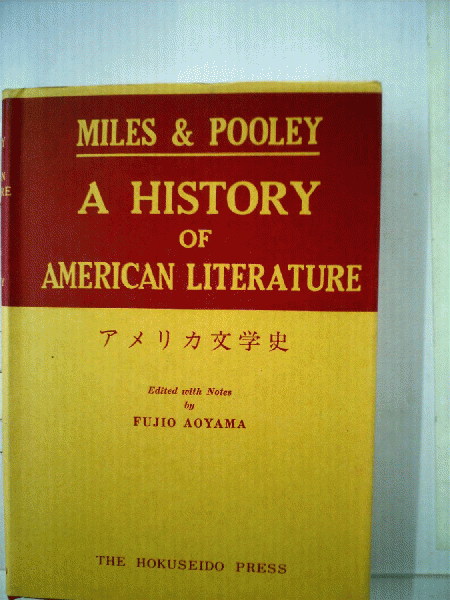 MILES & POOLEY
A HISTORY
OF
AMERICAN LITERATURE
アメリカ文学史
Edited with Notes
by
FUJIO AOYAMA
THE HOKUSEIDO PRESS